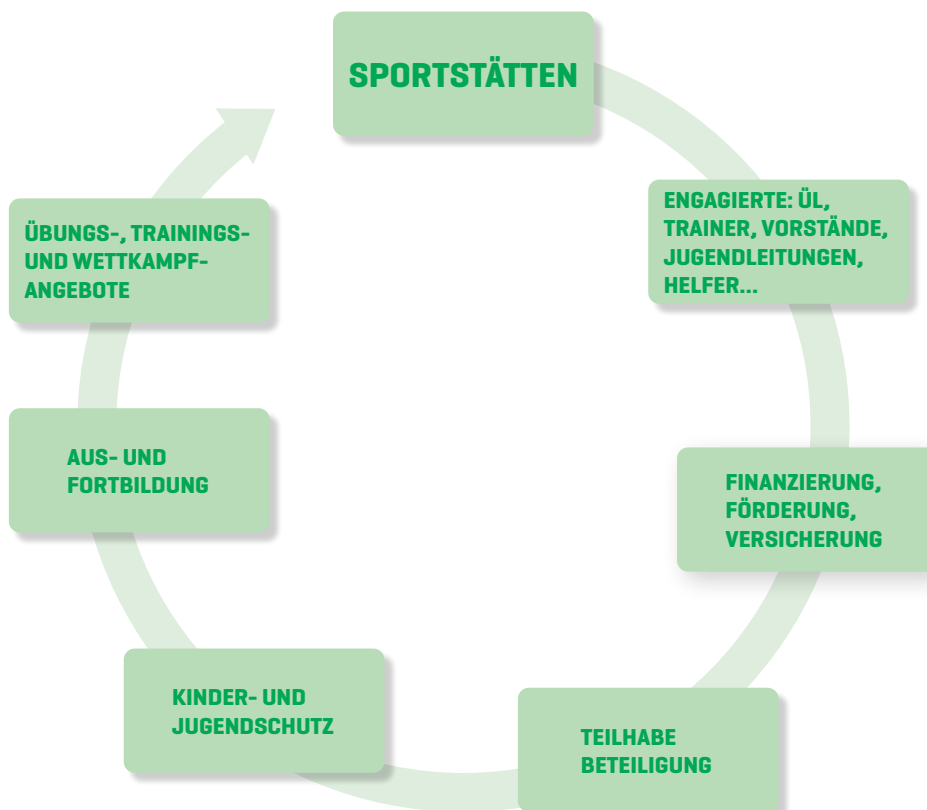 SPORTSTÄTTEN
ENGAGIERTE: ÜL,
TRAINER, VORSTÄNDE,
JUGENDLEITUNGEN,
HELFER...
FINANZIERUNG,
FÖRDERUNG,
VERSICHERUNG
TEILHABE
BETEILIGUNG
KINDER- UND
JUGENDSCHUTZ
AUS- UND
FORTBILDUNG
ÜBUNGS-, TRAININGS-
UND WETTKAMPF-
ANGEBOTE